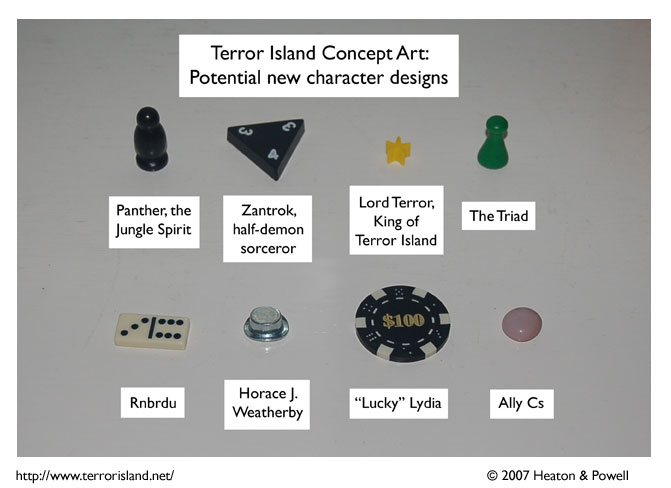 Terror Island Concept Art:
Potential new character designs
3
3
4
Panther, the
Jungle Spirit
Zantrok,
half-demon
sorceror
Lord Terror,
King of
Terror Island
The Triad
$100
Rnbrdu
Horace J.
Weatherby
“Lucky” Lydia
Ally Cs
http://www.terrorisland.net/
© 2007 Heaton & Powell